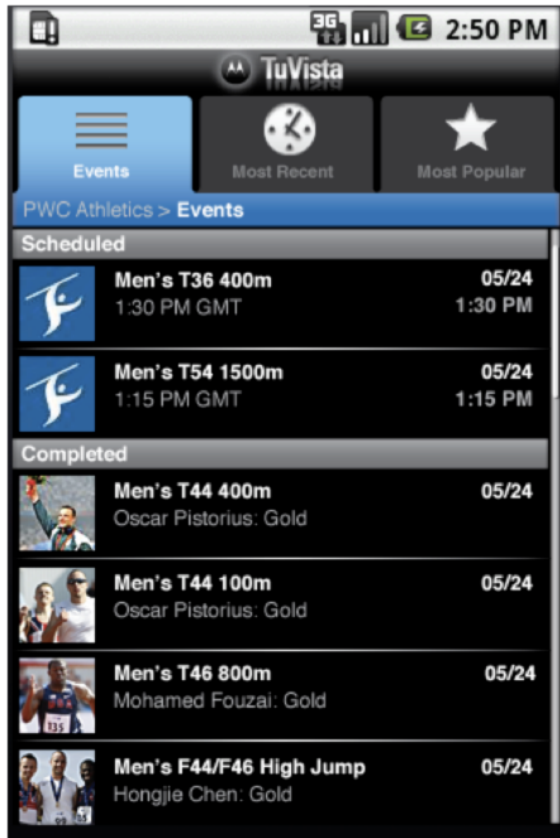 3G 2:50 PM
TuVista
Events Most Recent Most Popular
PWC Athletics > Events
Scheduled
Men's T36 400m 05/24
1:30 PM GMT 1:30 PM
Men's T54 1500m 05/24
1:15 PM GMT 1:15 PM
Completed
Men's T44 400m 05/24
Oscar Pistorius: Gold
Men's T44 100m 05/24
Oscar Pistorius: Gold
Men's T46 800m 05/24
Mohamed Fouzai: Gold
Men's F44/F46 High Jump 05/24
Hongjie Chen: Gold